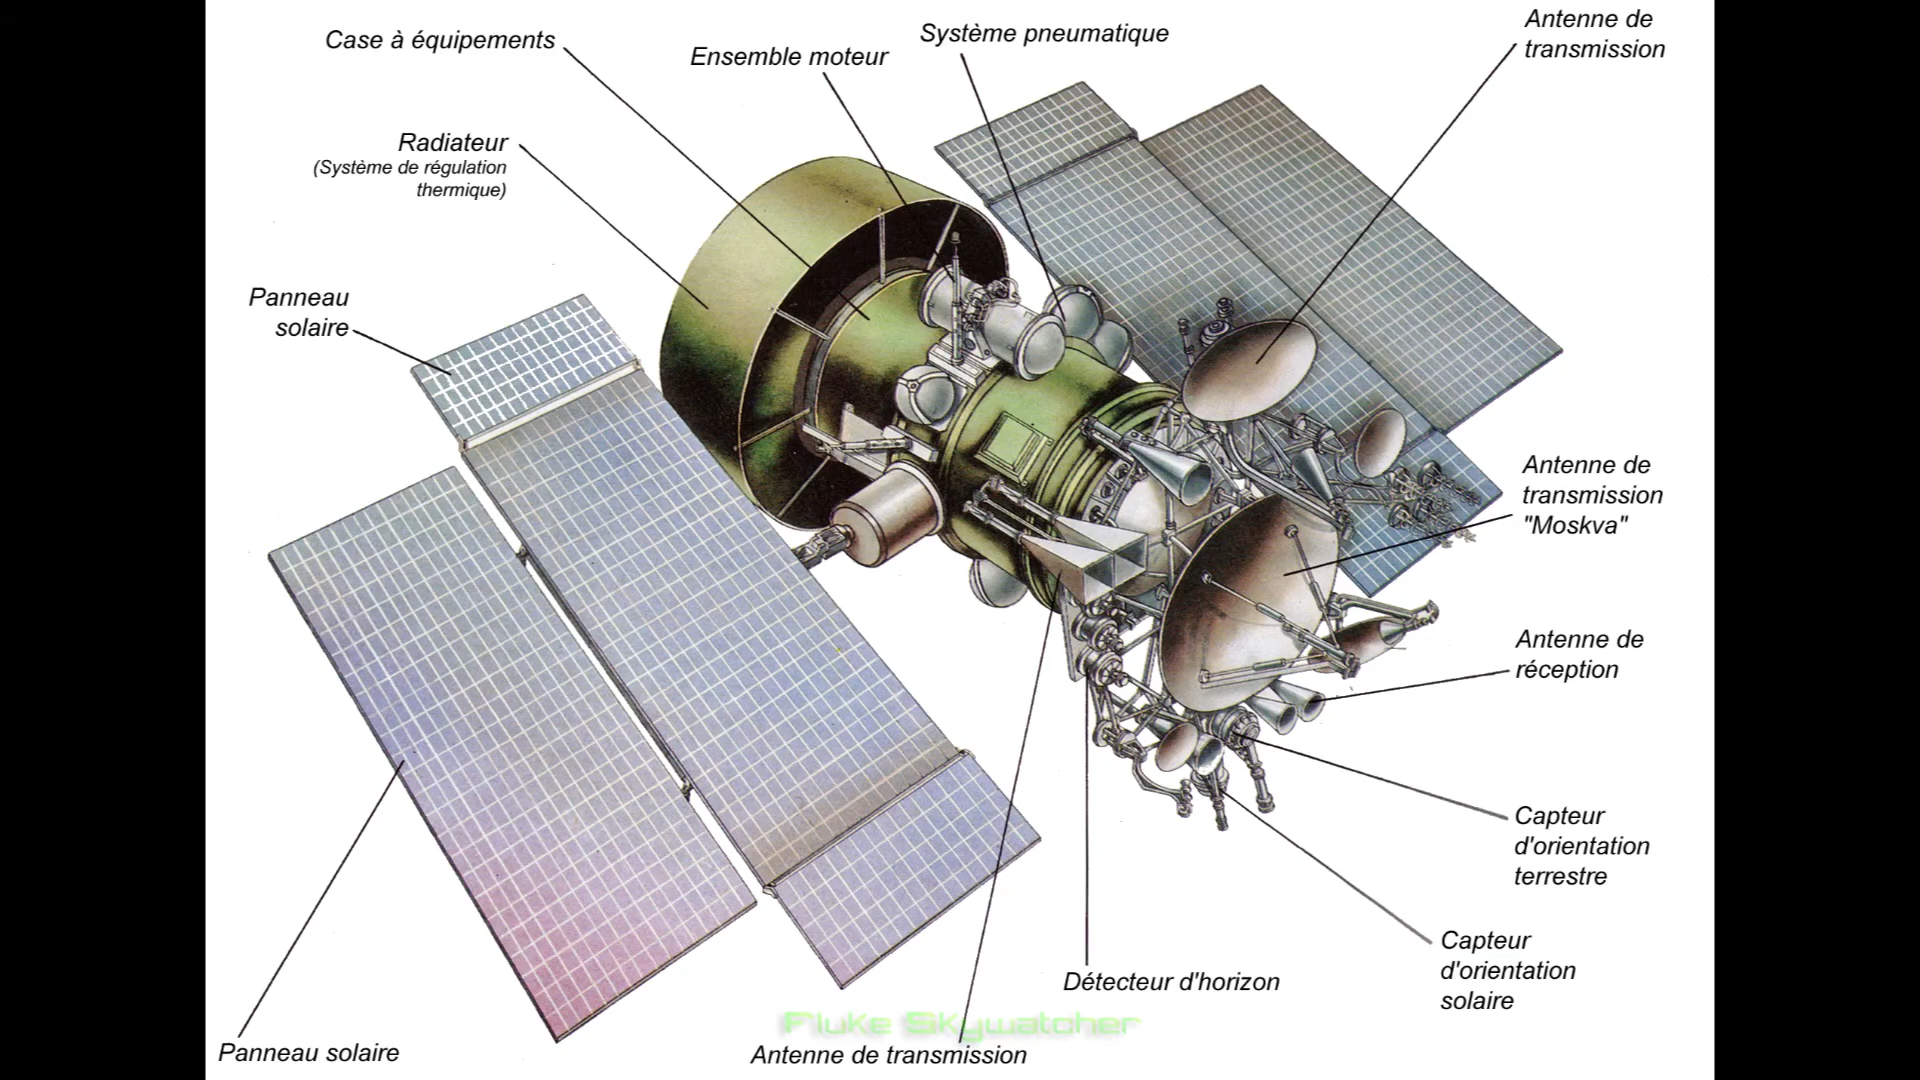 Case à équipements
Ensemble moteur
Système pneumatique
Antenne de
transmission
Radiateur
(Système de régulation
thermique)
Panneau
solaire
Antenne de
transmission
"Moskva"
Antenne de
réception
Capteur
d'orientation
terrestre
Capteur
d'orientation
solaire
Détecteur d'horizon
Fluke Skywatcher
Panneau solaire
Antenne de transmission